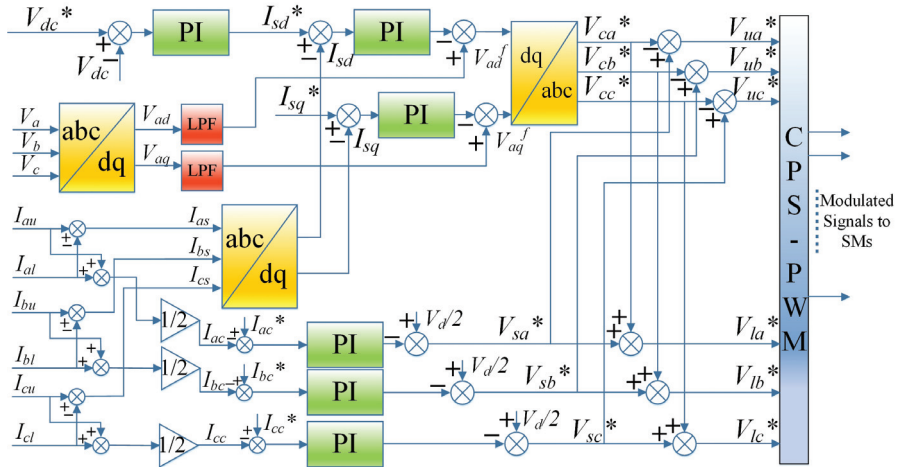 V_dc*
V_dc
PI
I_sd*
I_sd
PI
V_ad^f
I_sq*
I_sq
PI
V_aq^f
dq
abc
V_ca*
V_cb*
V_cc*
V_ua*
V_ub*
V_uc*
V_a
V_b
V_c
abc
dq
V_ad
V_aq
LPF
LPF
I_au
I_al
I_bu
I_bl
I_cu
I_cl
I_as
I_bs
I_cs
abc
dq
1/2
1/2
1/2
I_ac
I_ac*
I_bc
I_bc*
I_cc
I_cc*
PI
PI
PI
V_d/2
V_d/2
V_d/2
V_sa*
V_sb*
V_sc*
V_la*
V_lb*
V_lc*
CPS-PWM
Modulated
Signals to
SMs